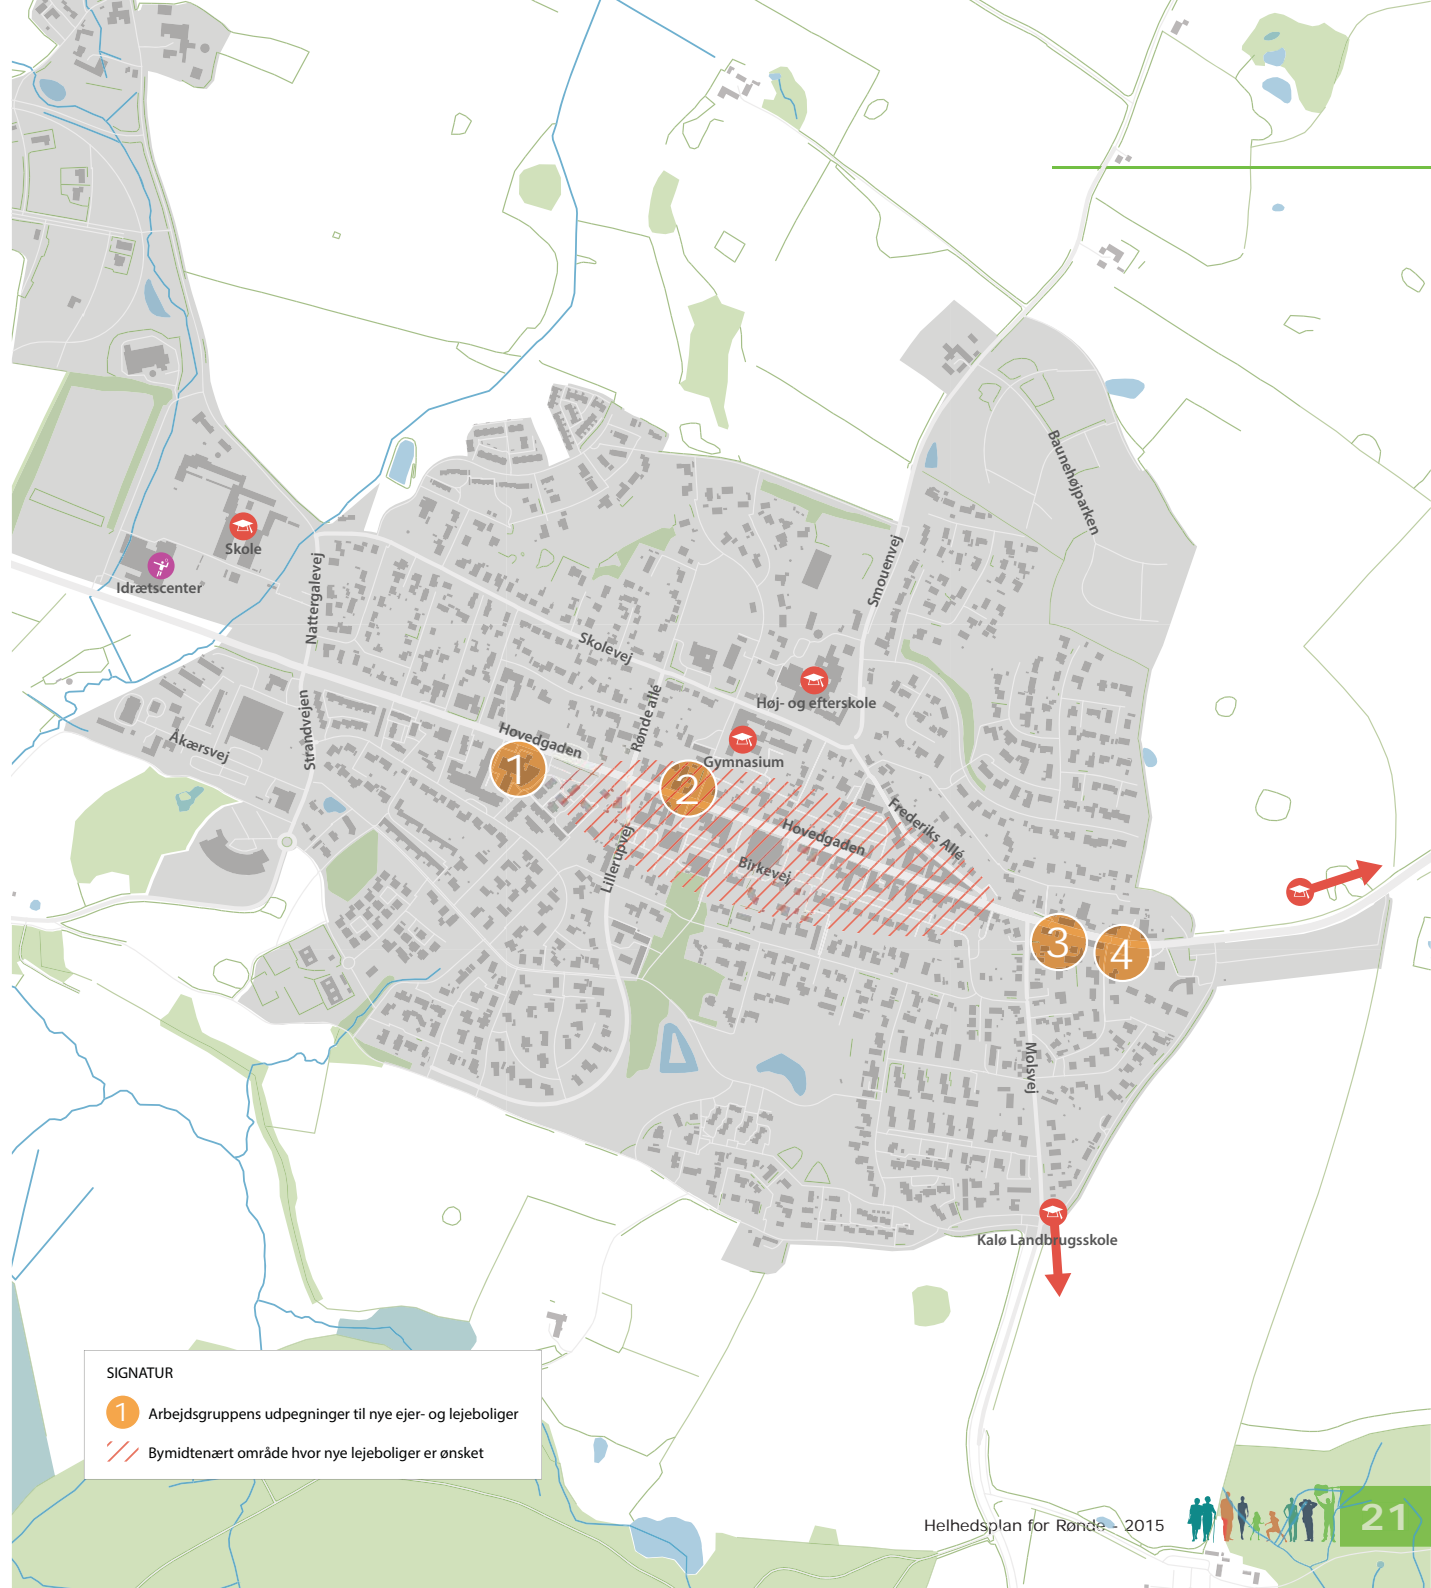 Baunehøjparken
Skole
Idrætscenter
Nattergalevej
Smouenvej
Skolevej
Høj- og efterskole
Rønde allé
Strandvejen
Åkærsvej
Hovedgaden
Gymnasium
1
2
Hovedgaden
Frederiks Allé
Birkevej
Lillerupvej
3
4
Molsvej
Kalø Landbrugsskole
SIGNATUR
1 Arbejdsgruppens udpegninger til nye ejer- og lejeboliger
Bymidtenært område hvor nye lejeboliger er ønsket
Helhedsplan for Rønde - 2015
21